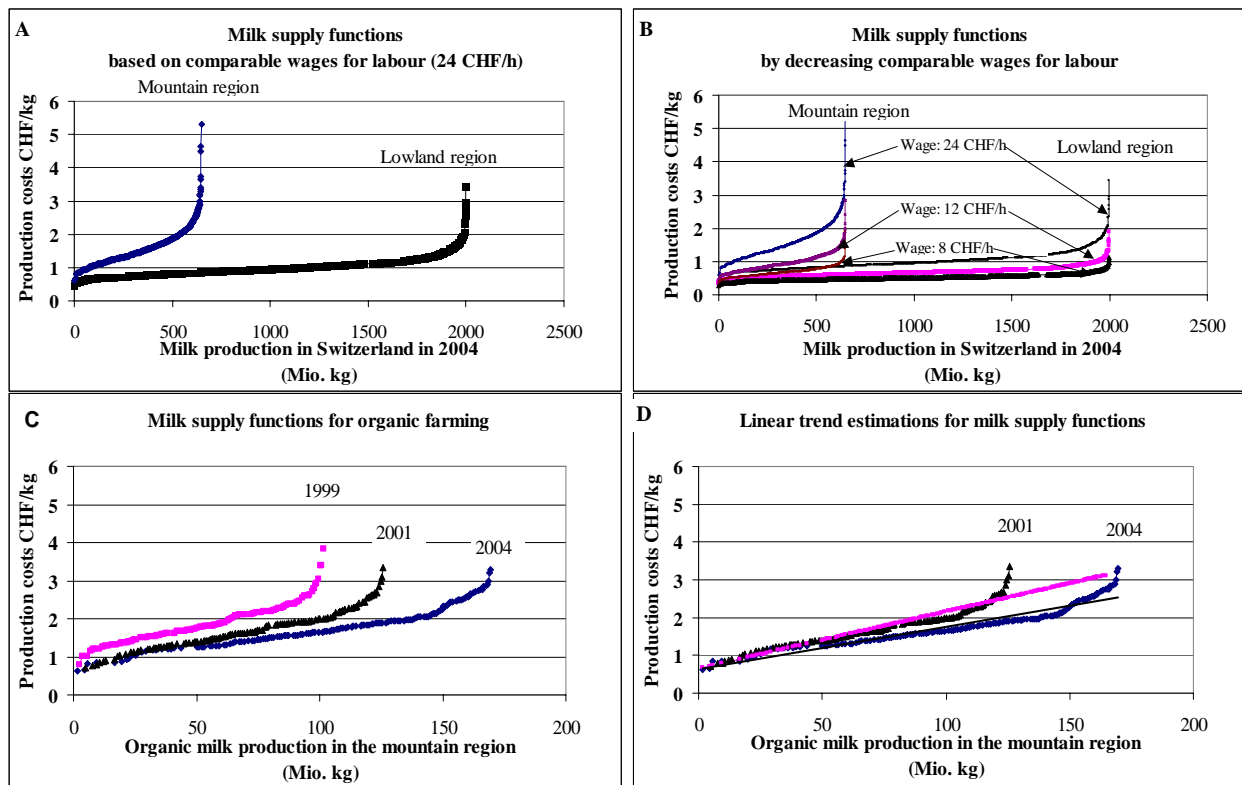 A
Milk supply functions
based on comparable wages for labour (24 CHF/h)
Mountain region
Lowland region
Production costs CHF/kg
6
5
4
3
2
1
0
0 500 1000 1500 2000 2500
Milk production in Switzerland in 2004
(Mio. kg)
B
Milk supply functions
by decreasing comparable wages for labour
Mountain region
Wage: 24 CHF/h
Lowland region
Wage: 12 CHF/h
Wage: 8 CHF/h
Production costs CHF/kg
6
5
4
3
2
1
0
0 500 1000 1500 2000 2500
Milk production in Switzerland in 2004
(Mio. kg)
C
Milk supply functions for organic farming
1999
2001
2004
Production costs CHF/kg
6
5
4
3
2
1
0
0 50 100 150 200
Organic milk production in the mountain region
(Mio. kg)
D
Linear trend estimations for milk supply functions
2001
2004
Production costs CHF/kg
6
5
4
3
2
1
0
0 50 100 150 200
Organic milk production in the mountain region
(Mio. kg)